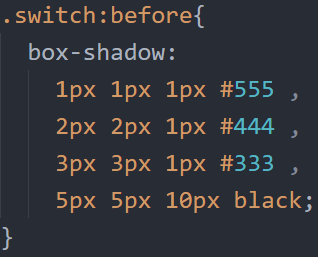 .switch:before{
box-shadow:
1px 1px 1px #555 ,
2px 2px 1px #444 ,
3px 3px 1px #333 ,
5px 5px 10px black;
}